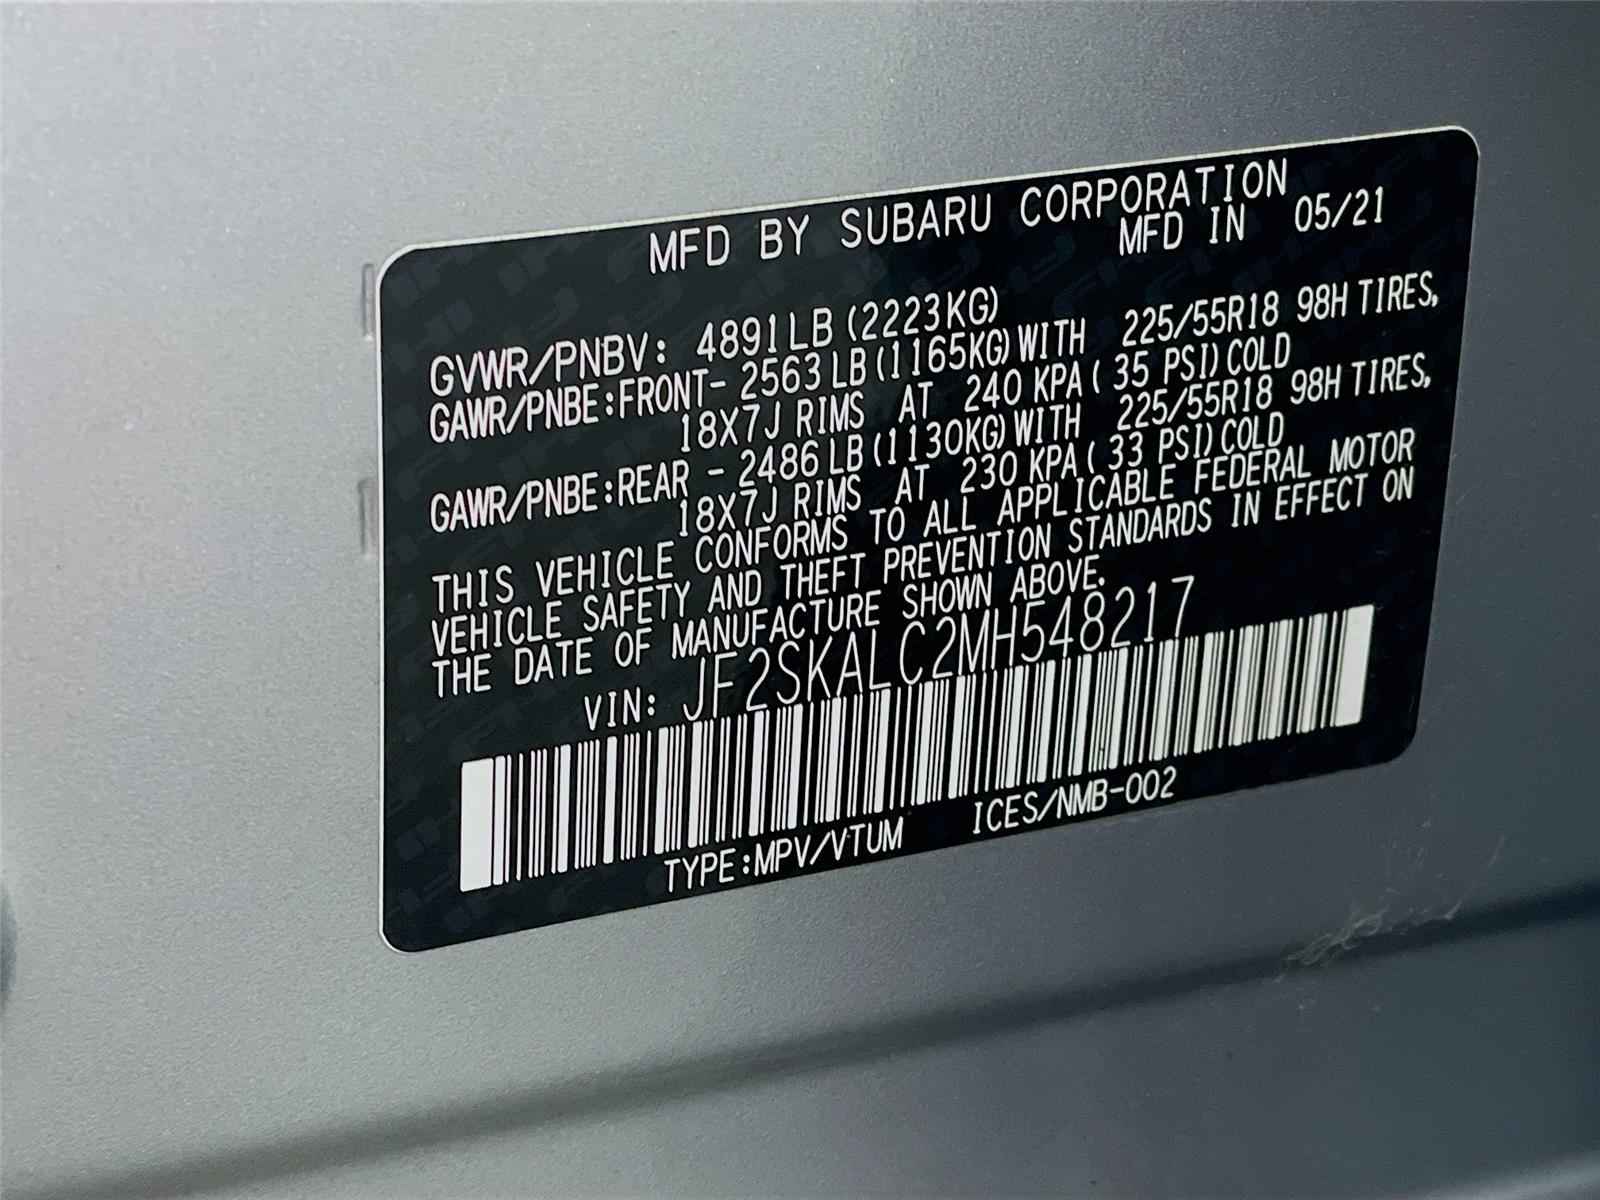 MFD BY SUBARU CORPORATION
MFD IN 05/21
GVWR/PNBV: 4891LB(2223KG)
GAWR/PNBE:FRONT- 2563LB(1165KG)WITH 225/55R18 98H TIRES,
18X7J RIMS AT 240 KPA( 35 PSI)COLD
GAWR/PNBE:REAR - 2486LB(1130KG)WITH 225/55R18 98H TIRES,
18X7J RIMS AT 230 KPA( 33 PSI)COLD
THIS VEHICLE CONFORMS TO ALL APPLICABLE FEDERAL MOTOR
VEHICLE SAFETY AND THEFT PREVENTION STANDARDS IN EFFECT ON
THE DATE OF MANUFACTURE SHOWN ABOVE.
VIN: JF2SKALC2MH548217
TYPE:MPV/VTUM ICES/NMB-002